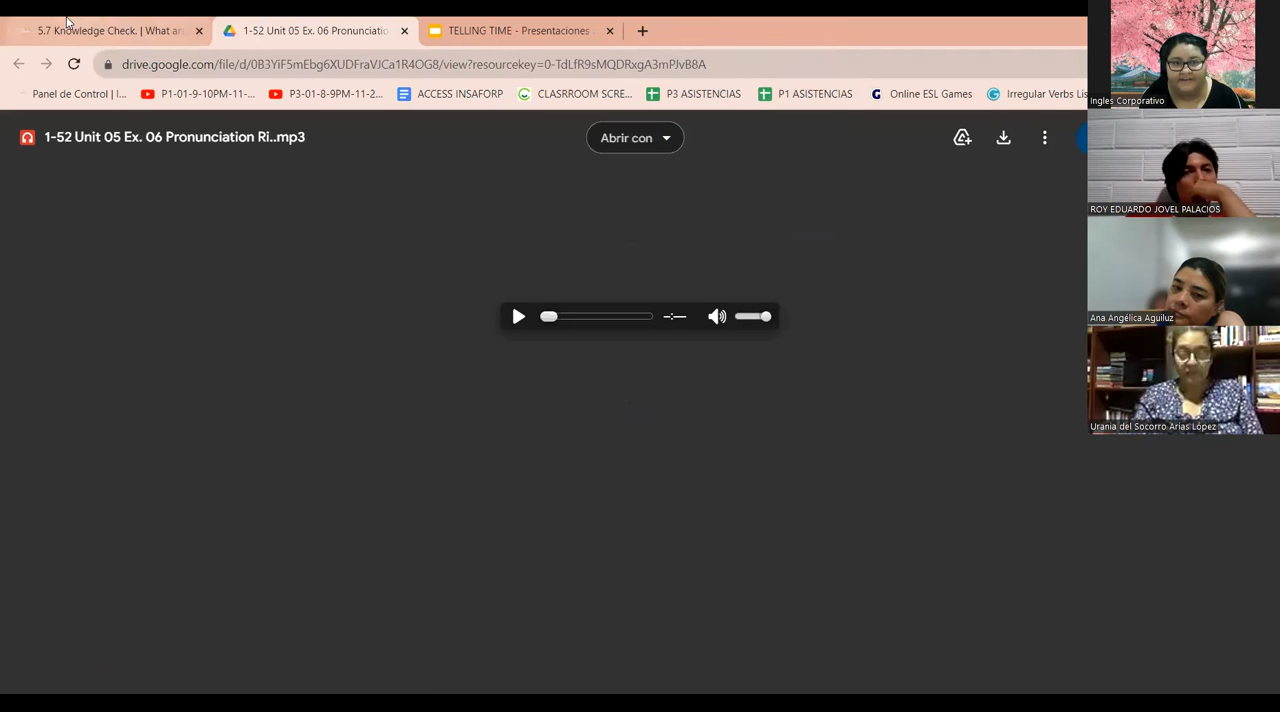 5.7 Knowledge Check. | What ar
1-52 Unit 05 Ex. 06 Pronunciatio
TELLING TIME - Presentaciones
drive.google.com/file/d/0B3YiF5mEbg6XUDFraVJCa1R4OG8/view?resourcekey=0-TdLfR9sMQDRxgA3mPJvB8A
Panel de Control | I...
P1-01-9-10PM-11-...
P3-01-8-9PM-11-2...
ACCESS INSAFORP
CLASRROOM SCRE...
P3 ASISTENCIAS
P1 ASISTENCIAS
Online ESL Games
Irregular Verbs Lis
1-52 Unit 05 Ex. 06 Pronunciation Ri..mp3
Abrir con
-:--
Ingles Corporativo
ROY EDUARDO JOVEL PALACIOS
Ana Angélica Aguiluz
Urania del Socorro Arias López